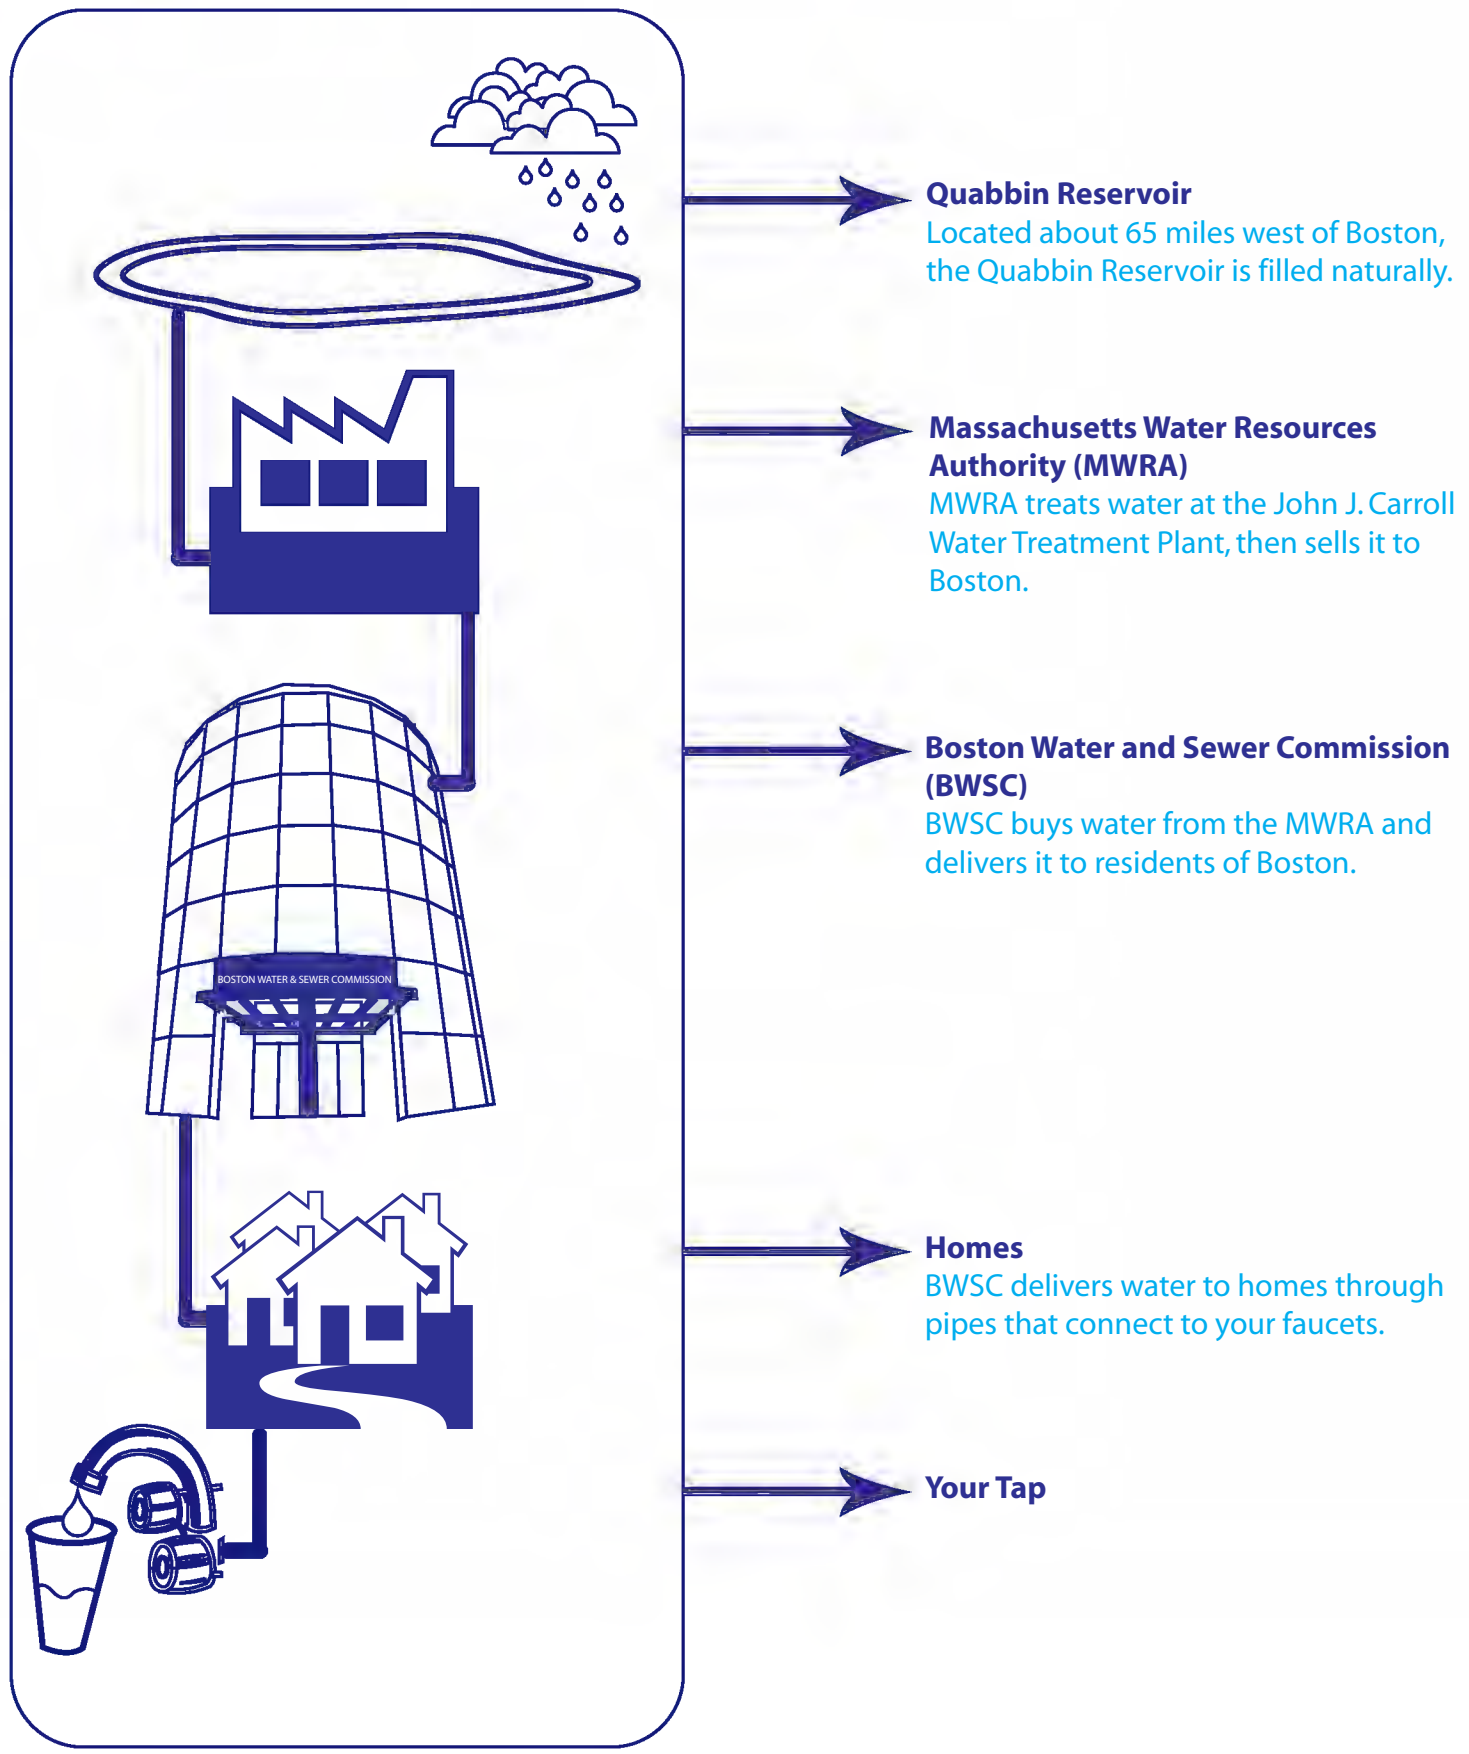 Quabbin Reservoir
Located about 65 miles west of Boston,
the Quabbin Reservoir is filled naturally.
Massachusetts Water Resources
Authority (MWRA)
MWRA treats water at the John J. Carroll
Water Treatment Plant, then sells it to
Boston.
Boston Water and Sewer Commission
(BWSC)
BWSC buys water from the MWRA and
delivers it to residents of Boston.
BOSTON WATER & SEWER COMMISSION
Homes
BWSC delivers water to homes through
pipes that connect to your faucets.
Your Tap